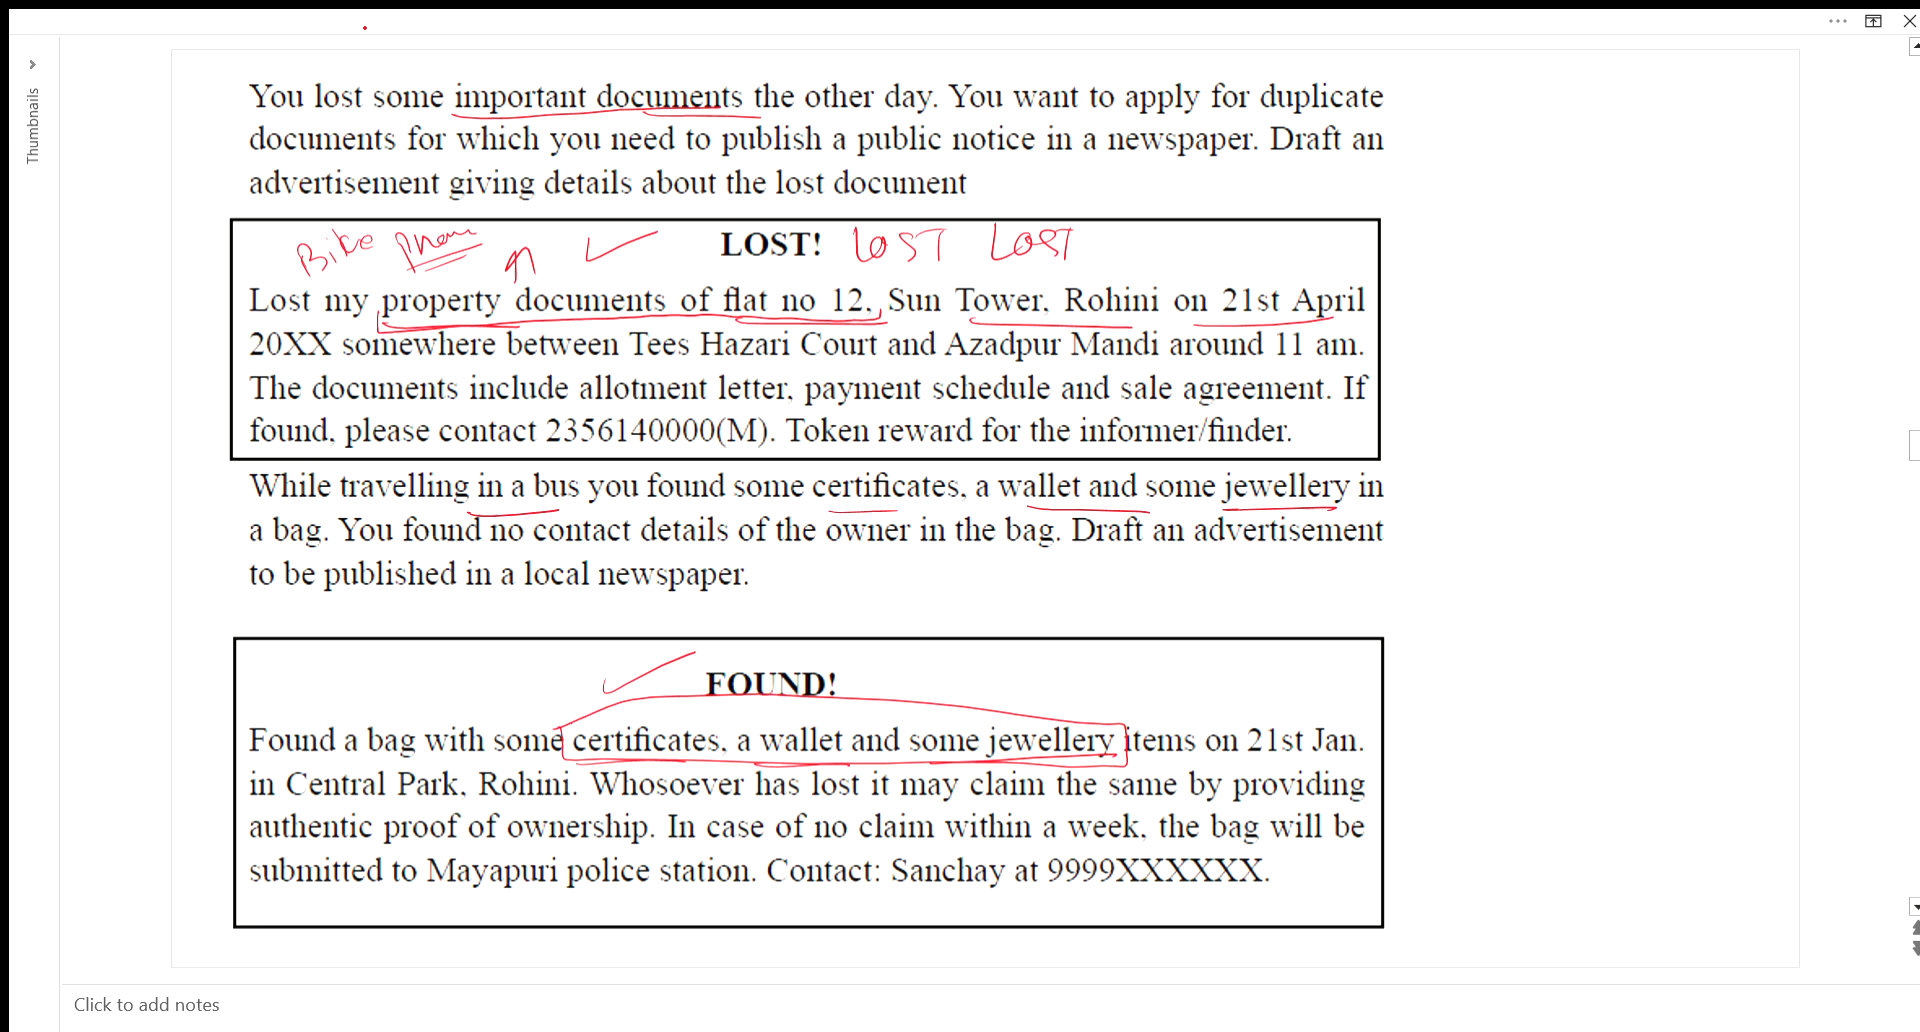 Thumbnails
You lost some important documents the other day. You want to apply for duplicate
documents for which you need to publish a public notice in a newspaper. Draft an
advertisement giving details about the lost document
Bike Phone
LOST! LOST LOST
Lost my property documents of flat no 12, Sun Tower, Rohini on 21st April
20XX somewhere between Tees Hazari Court and Azadpur Mandi around 11 am.
The documents include allotment letter, payment schedule and sale agreement. If
found, please contact 2356140000(M). Token reward for the informer/finder.
While travelling in a bus you found some certificates, a wallet and some jewellery in
a bag. You found no contact details of the owner in the bag. Draft an advertisement
to be published in a local newspaper.
FOUND!
Found a bag with some certificates, a wallet and some jewellery items on 21st Jan.
in Central Park, Rohini. Whosoever has lost it may claim the same by providing
authentic proof of ownership. In case of no claim within a week, the bag will be
submitted to Mayapuri police station. Contact: Sanchay at 9999XXXXXX.
Click to add notes